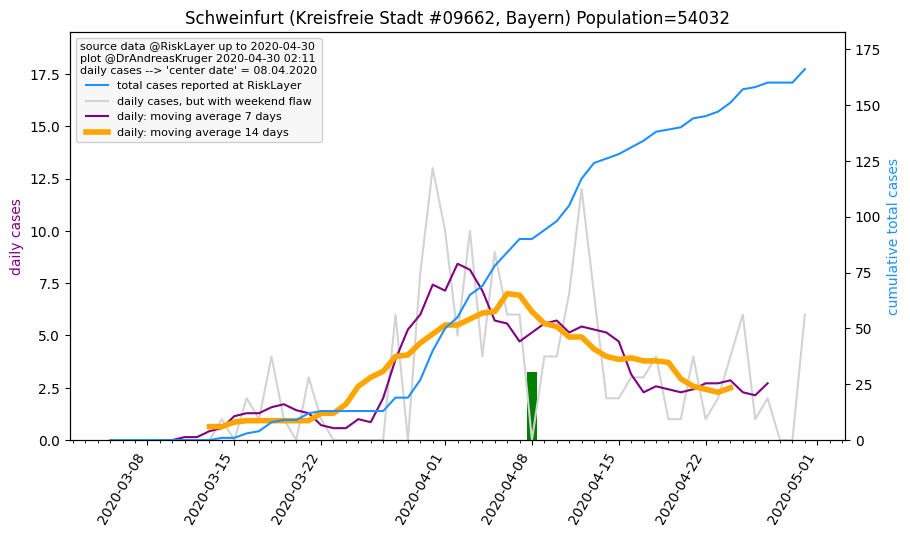 Schweinfurt (Kreisfreie Stadt #09662, Bayern) Population=54032
source data @RiskLayer up to 2020-04-30
plot @DrAndreasKruger 2020-04-30 02:11
daily cases --> 'center date' = 08.04.2020
total cases reported at RiskLayer
daily cases, but with weekend flaw
daily: moving average 7 days
daily: moving average 14 days
daily cases
17.5
15.0
12.5
10.0
7.5
5.0
2.5
0.0
175
150
125
100
75
50
25
0
cumulative total cases
2020-03-08
2020-03-15
2020-03-22
2020-04-01
2020-04-08
2020-04-15
2020-04-22
2020-05-01